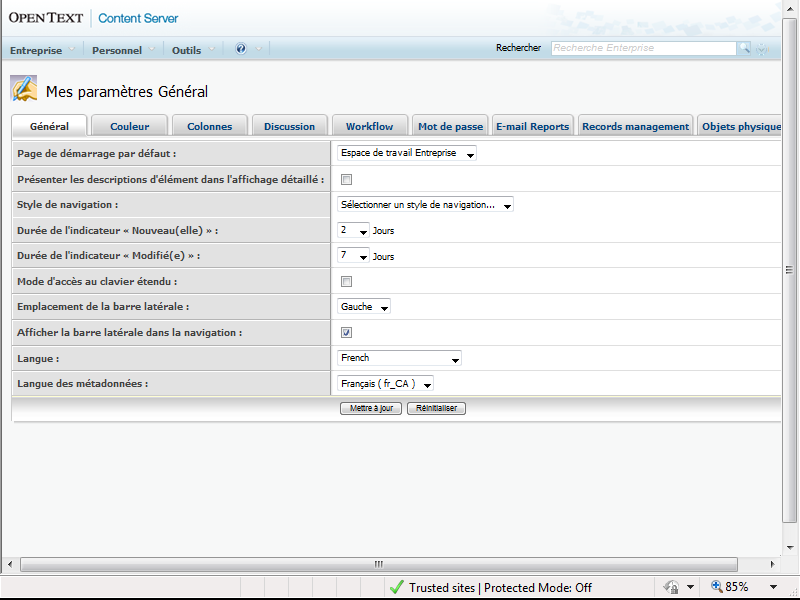 OPEN TEXT | Content Server
Entreprise Personnel Outils Rechercher Recherche Enterprise
Mes paramètres Général
Général Couleur Colonnes Discussion Workflow Mot de passe E-mail Reports Records management Objets physique
Page de démarrage par défaut : Espace de travail Entreprise
Présenter les descriptions d'élément dans l'affichage détaillé :
Style de navigation : Sélectionner un style de navigation...
Durée de l'indicateur « Nouveau(elle) » : 2 Jours
Durée de l'indicateur « Modifié(e) » : 7 Jours
Mode d'accès au clavier étendu :
Emplacement de la barre latérale : Gauche
Afficher la barre latérale dans la navigation :
Langue : French
Langue des métadonnées : Français ( fr_CA )
Mettre à jour Réinitialiser
Trusted sites | Protected Mode: Off 85%